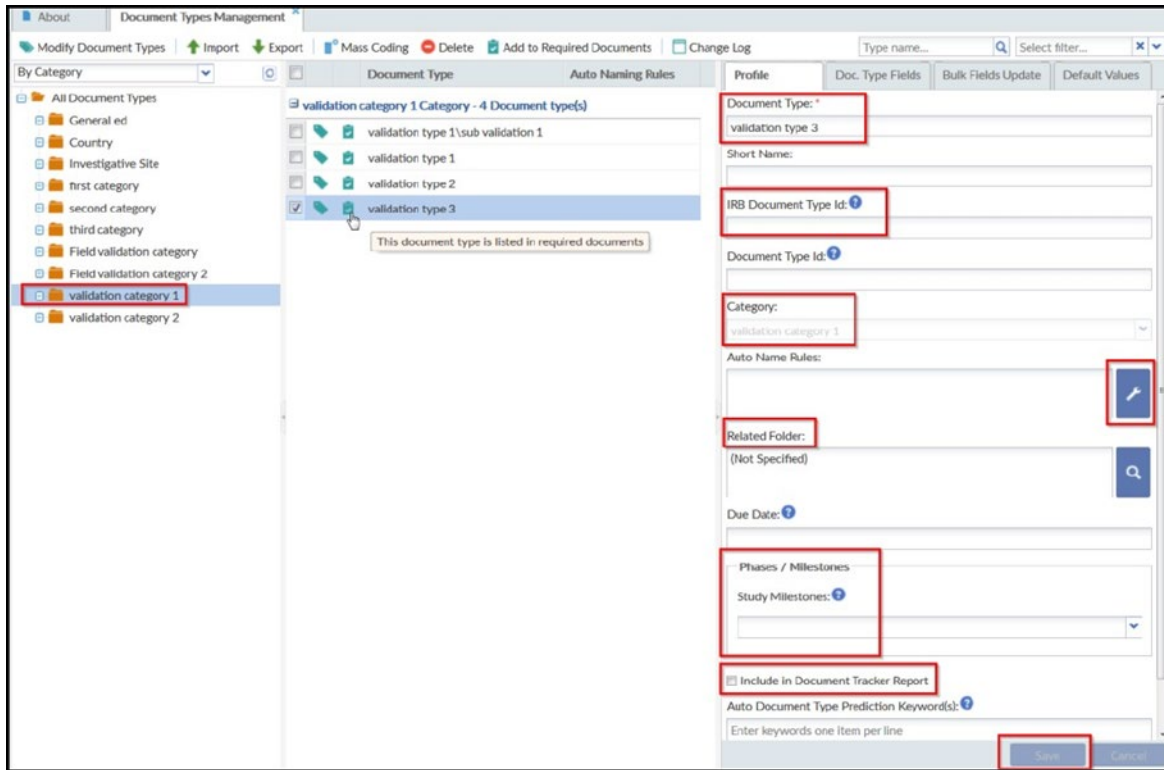 About
Document Types Management
Modify Document Types
Import
Export
Mass Coding
Delete
Add to Required Documents
Change Log
Type name...
Select filter...
By Category
All Document Types
General ed
Country
Investigative Site
first category
second category
third category
Field validation category
Field validation category 2
validation category 1
validation category 2
Document Type
Auto Naming Rules
validation category 1 Category - 4 Document type(s)
validation type 1\sub validation 1
validation type 1
validation type 2
validation type 3
This document type is listed in required documents
Profile
Doc. Type Fields
Bulk Fields Update
Default Values
Document Type: *
validation type 3
Short Name:
IRB Document Type Id:
Document Type Id:
Category:
validation category 1
Auto Name Rules:
Related Folder:
(Not Specified)
Due Date:
Phases / Milestones
Study Milestones:
Include in Document Tracker Report
Auto Document Type Prediction Keyword(s):
Enter keywords one item per line
Save
Cancel